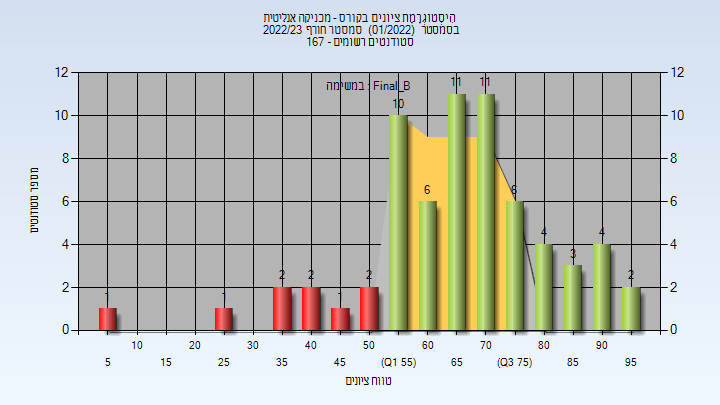 היסטוגרמת ציונים בקורס - מכניקה אנליטית
בסמסטר (01/2022) סמסטר חורף 2022/23
סטודנטים רשומים - 167
במשימה : Final_B
מספר סטודנטים
12 12
10 10
8 8
6 6
4 4
2 2
0 0
1 1 2 2 1 2 10 6 11 11 6 4 3 4 2
10 20 30 40 50 60 70 80 90
5 15 25 35 45 (Q1 55) 65 (Q3 75) 85 95
טווח ציונים